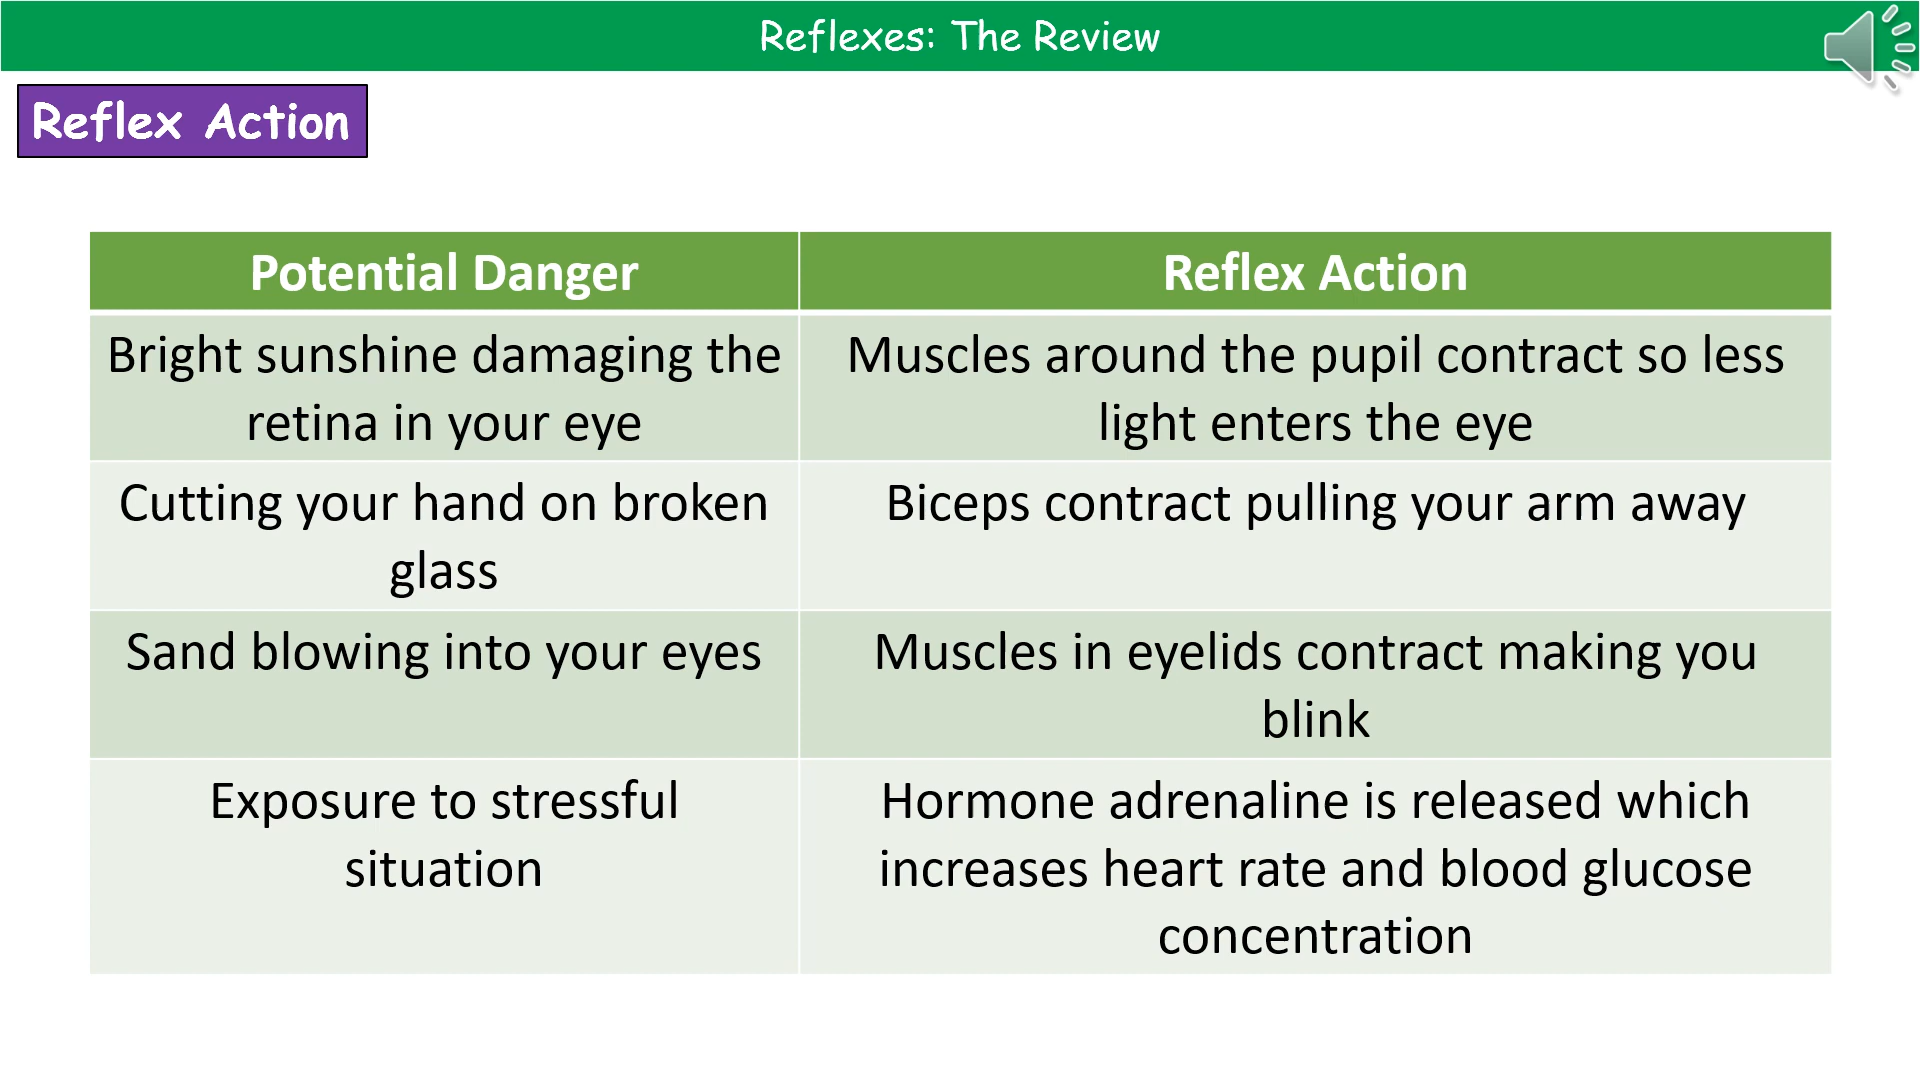 Reflexes: The Review
Reflex Action
Potential Danger
Reflex Action
Bright sunshine damaging the
retina in your eye
Muscles around the pupil contract so less
light enters the eye
Cutting your hand on broken
glass
Biceps contract pulling your arm away
Sand blowing into your eyes
Muscles in eyelids contract making you
blink
Exposure to stressful
situation
Hormone adrenaline is released which
increases heart rate and blood glucose
concentration